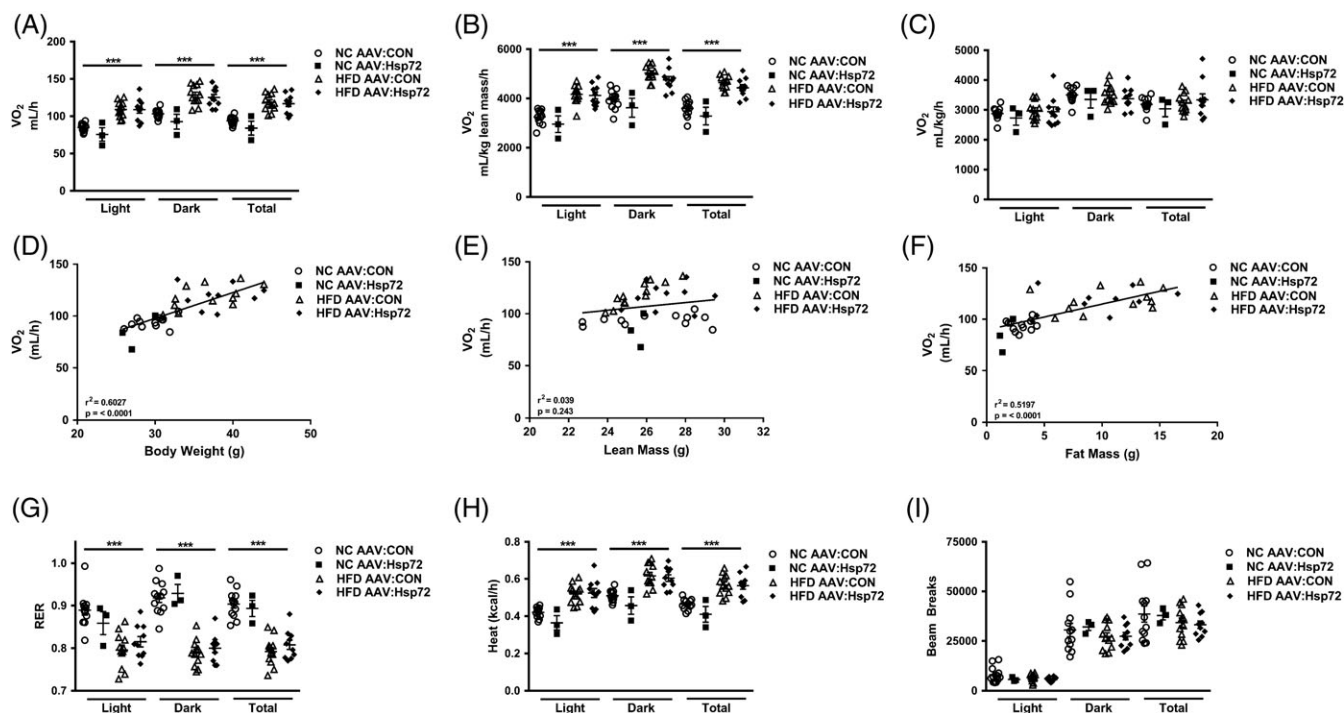 (A)
VO2
mL/h
200
150
100
50
0
***
***
***
Light
Dark
Total
NC AAV:CON
NC AAV:Hsp72
HFD AAV:CON
HFD AAV:Hsp72
(B)
VO2
mL/kg lean mass/h
6000
4000
2000
0
***
***
***
Light
Dark
Total
NC AAV:CON
NC AAV:Hsp72
HFD AAV:CON
HFD AAV:Hsp72
(C)
VO2
mL/kg/h
5000
4000
3000
2000
1000
0
Light
Dark
Total
NC AAV:CON
NC AAV:Hsp72
HFD AAV:CON
HFD AAV:Hsp72
(D)
VO2
(mL/h)
150
100
50
0
r2 = 0.6027
p = < 0.0001
20
30
40
50
Body Weight (g)
NC AAV:CON
NC AAV:Hsp72
HFD AAV:CON
HFD AAV:Hsp72
(E)
VO2
(mL/h)
150
100
50
0
r2 = 0.039
p = 0.243
20
22
24
26
28
30
32
Lean Mass (g)
NC AAV:CON
NC AAV:Hsp72
HFD AAV:CON
HFD AAV:Hsp72
(F)
VO2
(mL/h)
150
100
50
0
r2 = 0.5197
p = < 0.0001
0
5
10
15
20
Fat Mass (g)
NC AAV:CON
NC AAV:Hsp72
HFD AAV:CON
HFD AAV:Hsp72
(G)
RER
1.0
0.9
0.8
0.7
***
***
***
Light
Dark
Total
NC AAV:CON
NC AAV:Hsp72
HFD AAV:CON
HFD AAV:Hsp72
(H)
Heat (kcal/h)
0.8
0.6
0.4
0.2
0.0
***
***
***
Light
Dark
Total
NC AAV:CON
NC AAV:Hsp72
HFD AAV:CON
HFD AAV:Hsp72
(I)
Beam Breaks
75000
50000
25000
0
Light
Dark
Total
NC AAV:CON
NC AAV:Hsp72
HFD AAV:CON
HFD AAV:Hsp72